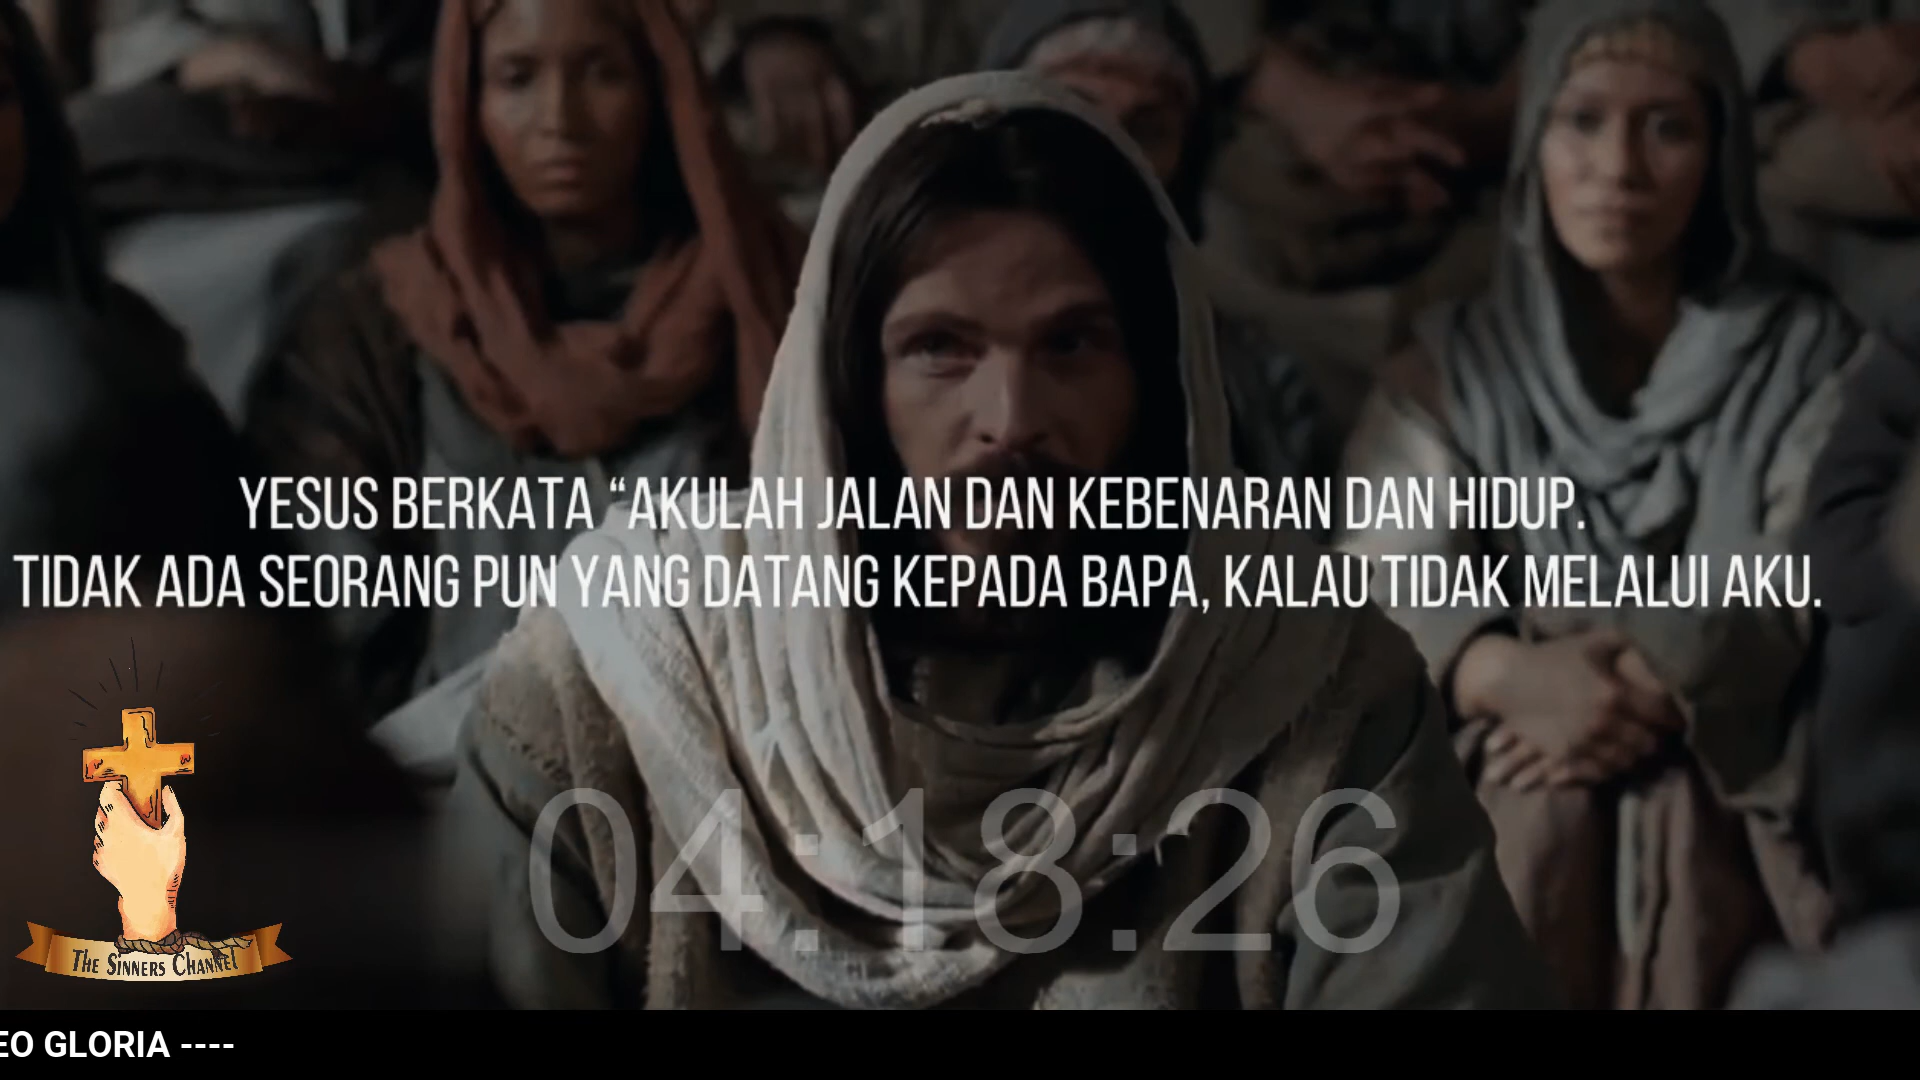 YESUS BERKATA “AKULAH JALAN DAN KEBENARAN DAN HIDUP.
TIDAK ADA SEORANG PUN YANG DATANG KEPADA BAPA, KALAU TIDAK MELALUI AKU.
04:18:26
THE SINNERS CHANNEL
EO GLORIA ----